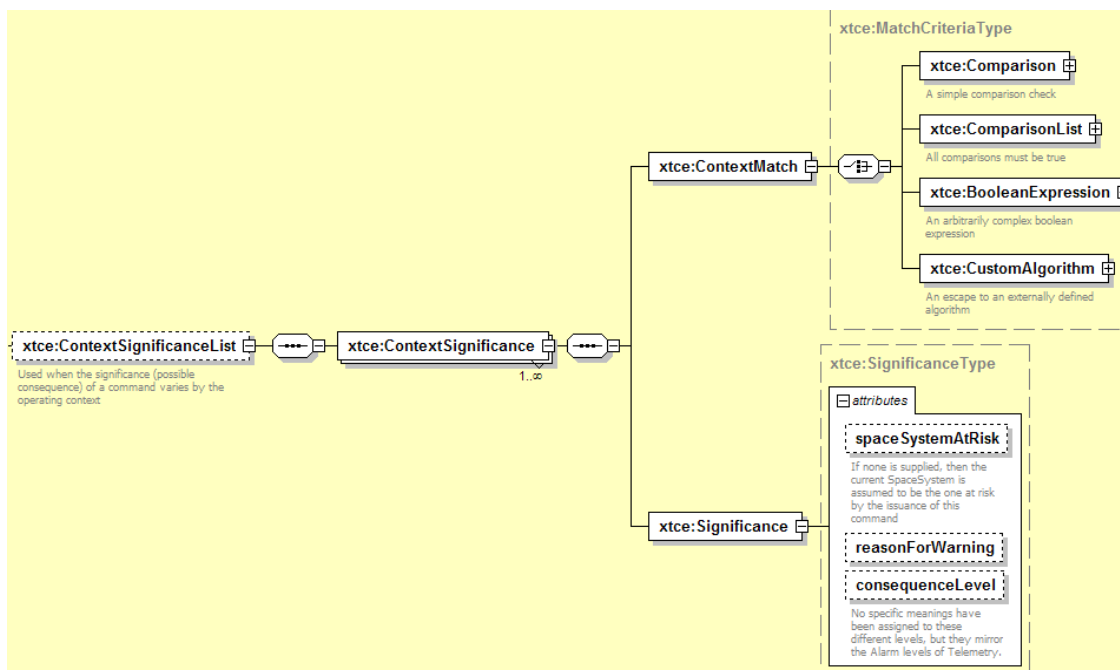 xtce:MatchCriteriaType
xtce:Comparison
A simple comparison check
xtce:ComparisonList
All comparisons must be true
xtce:ContextMatch
xtce:BooleanExpression
An arbitrarily complex boolean
expression
xtce:CustomAlgorithm
An escape to an externally defined
algorithm
xtce:ContextSignificanceList
Used when the significance (possible
consequence) of a command varies by the
operating context
xtce:ContextSignificance
1..∞
xtce:SignificanceType
attributes
spaceSystemAtRisk
If none is supplied, then the
current SpaceSystem is
assumed to be the one at risk
by the issuance of this
command
xtce:Significance
reasonForWarning
consequenceLevel
No specific meanings have
been assigned to these
different levels, but they mirror
the Alarm levels of Telemetry.